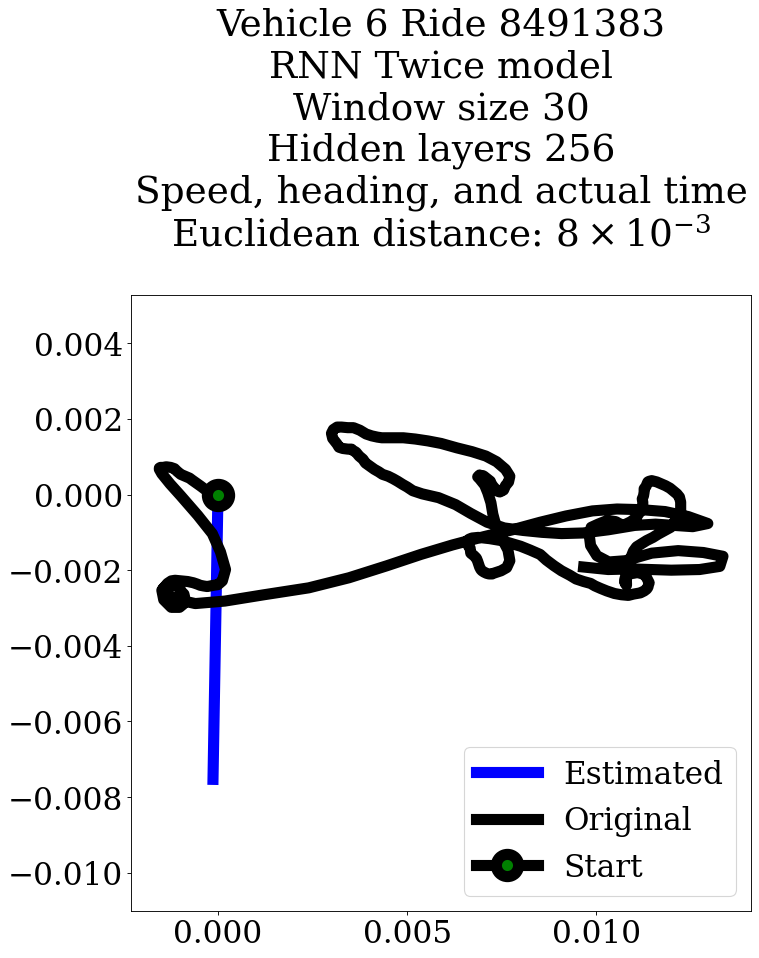 Vehicle 6 Ride 8491383
RNN Twice model
Window size 30
Hidden layers 256
Speed, heading, and actual time
Euclidean distance: 8 × 10⁻³
0.004
0.002
0.000
−0.002
−0.004
−0.006
−0.008
−0.010
Estimated
Original
Start
0.000 0.005 0.010